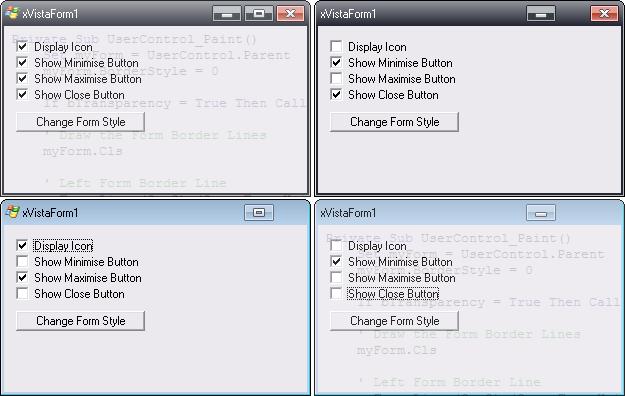 xVistaForm1
Private Sub UserControl_Paint()
Display Icon
Set myForm = UserControl.Parent
Show Minimise Button
myForm.BorderStyle = 0
Show Maximise Button
Show Close Button
If bTransparency = True Then Call
Change Form Style
' Draw the Form Border Lines
myForm.Cls
' Left Form Border Line
xVistaForm1
Display Icon
Show Minimise Button
Show Maximise Button
Show Close Button
Change Form Style
xVistaForm1
Display Icon
Show Minimise Button
Show Maximise Button
Show Close Button
Change Form Style
xVistaForm1
Private Sub UserControl_Paint()
Display Icon
Set myForm = UserControl.Parent
Show Minimise Button
myForm.BorderStyle = 0
Show Maximise Button
Show Close Button
If bTransparency = True Then Call
Change Form Style
' Draw the Form Border Lines
myForm.Cls
' Left Form Border Line